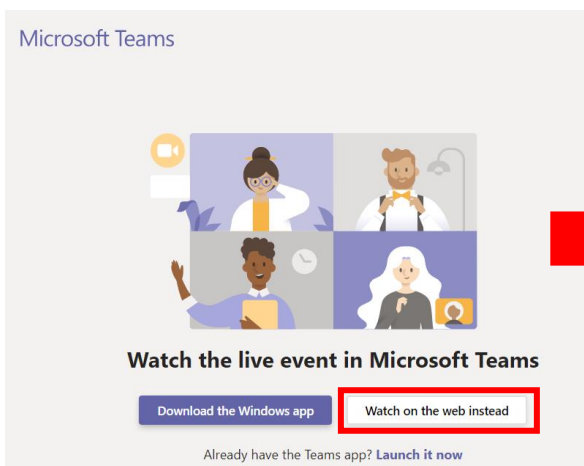 Microsoft Teams
Watch the live event in Microsoft Teams
Download the Windows app
Watch on the web instead
Already have the Teams app? Launch it now